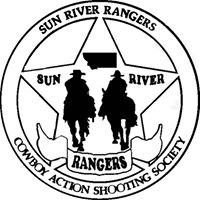 SUN RIVER RANGERS
SUN RIVER
RANGERS
COWBOY ACTION SHOOTING SOCIETY